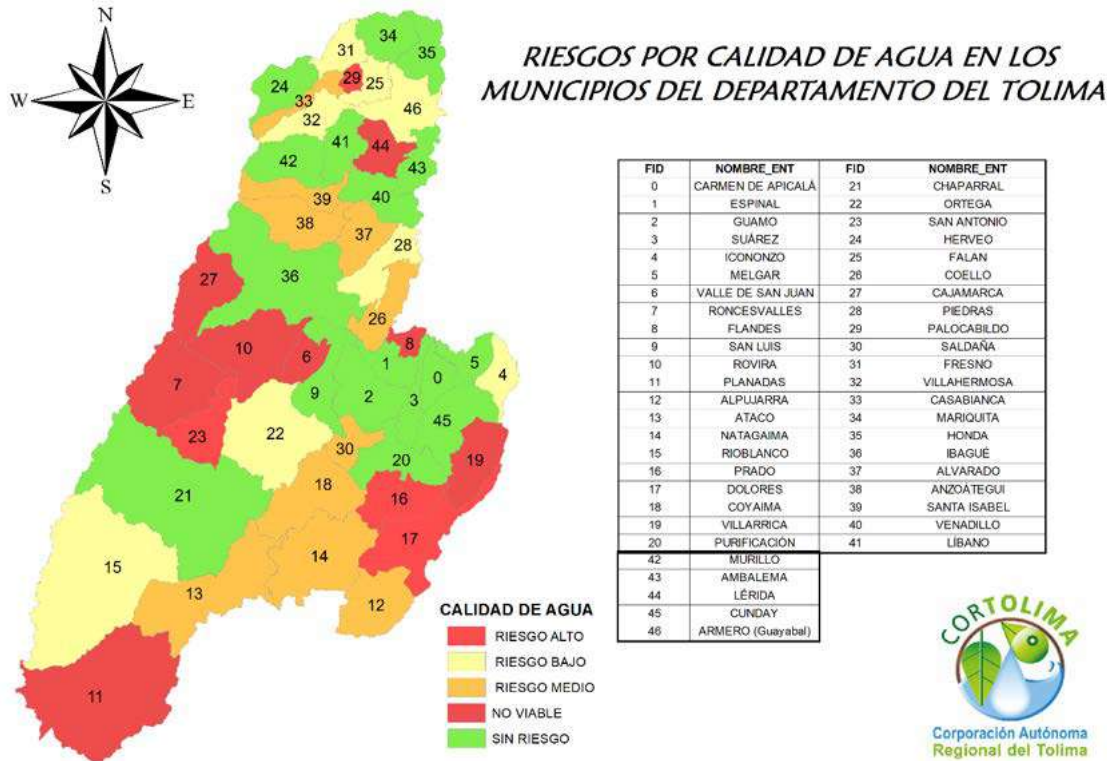 N
W
E
S
RIESGOS POR CALIDAD DE AGUA EN LOS
MUNICIPIOS DEL DEPARTAMENTO DEL TOLIMA
34
31
35
29
24
25
33
46
32
41
44
42
43
39
40
38
37
28
36
27
26
8
10
6
1
5
0
4
7
9
2
3
45
23
22
30
20
19
18
21
16
17
14
15
13
12
11
FID NOMBRE_ENT FID NOMBRE_ENT
0 CARMEN DE APICALÁ 21 CHAPARRAL
1 ESPINAL 22 ORTEGA
2 GUAMO 23 SAN ANTONIO
3 SUÁREZ 24 HERVEO
4 ICONONZO 25 FALAN
5 MELGAR 26 COELLO
6 VALLE DE SAN JUAN 27 CAJAMARCA
7 RONCESVALLES 28 PIEDRAS
8 FLANDES 29 PALOCABILDO
9 SAN LUIS 30 SALDAÑA
10 ROVIRA 31 FRESNO
11 PLANADAS 32 VILLAHERMOSA
12 ALPUJARRA 33 CASABIANCA
13 ATACO 34 MARIQUITA
14 NATAGAIMA 35 HONDA
15 RIOBLANCO 36 IBAGUÉ
16 PRADO 37 ALVARADO
17 DOLORES 38 ANZOÁTEGUI
18 COYAIMA 39 SANTA ISABEL
19 VILLARRICA 40 VENADILLO
20 PURIFICACIÓN 41 LÍBANO
42 MURILLO
43 AMBALEMA
44 LÉRIDA
45 CUNDAY
46 ARMERO (Guayabal)
CALIDAD DE AGUA
RIESGO ALTO
RIESGO BAJO
RIESGO MEDIO
NO VIABLE
SIN RIESGO
CORTOLIMA
Corporación Autónoma
Regional del Tolima